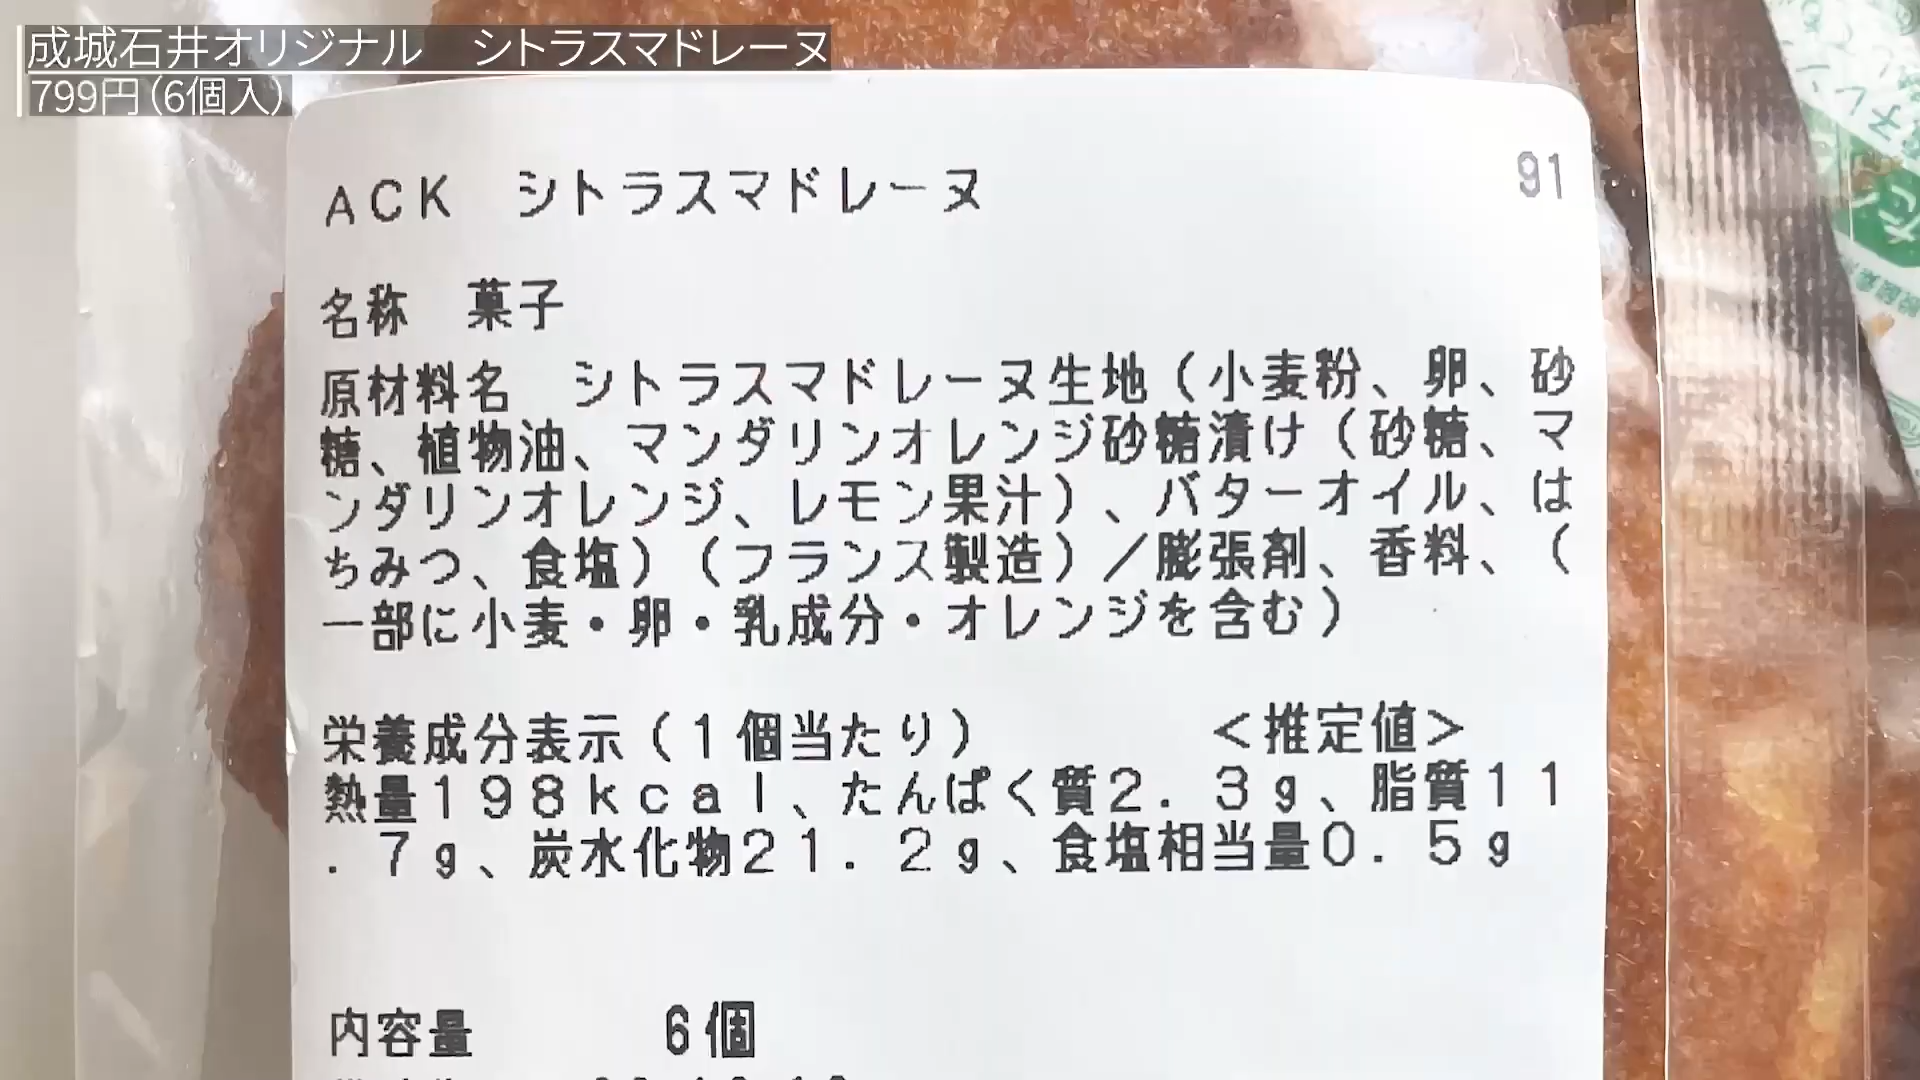 成城石井オリジナル　シトラスマドレーヌ
799円（6個入）
ACK　シトラスマドレーヌ
91
名称　菓子
原材料名　シトラスマドレーヌ生地（小麦粉、卵、砂
糖、植物油、マンダリンオレンジ砂糖漬け（砂糖、マ
ンダリンオレンジ、レモン果汁）、バターオイル、は
ちみつ、食塩）（フランス製造）／膨張剤、香料、（
一部に小麦・卵・乳成分・オレンジを含む）
栄養成分表示（1個当たり）　＜推定値＞
熱量198kcal、たんぱく質2．3g、脂質11
．7g、炭水化物21．2g、食塩相当量0．5g
内容量　6個